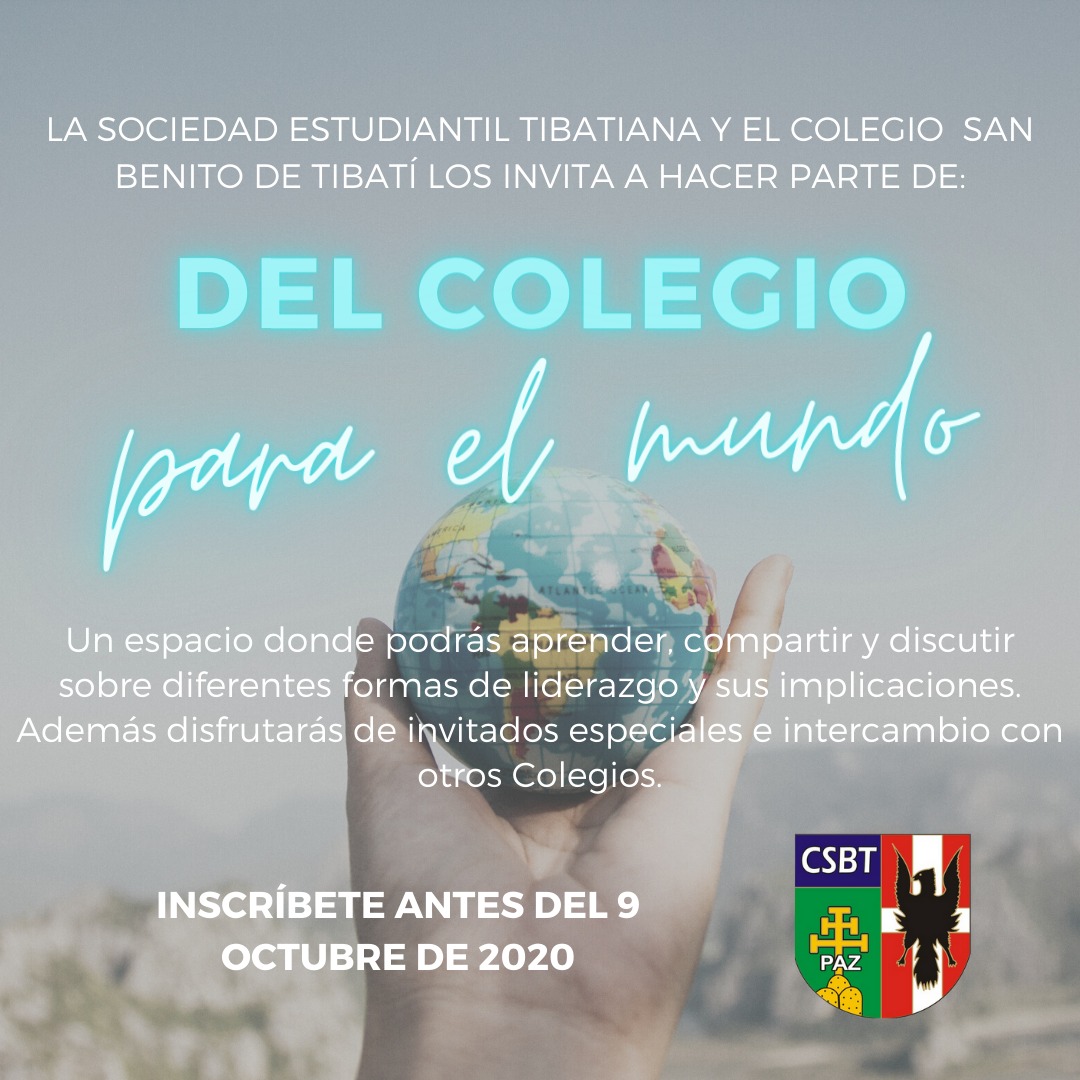 LA SOCIEDAD ESTUDIANTIL TIBATIANA Y EL COLEGIO SAN
BENITO DE TIBATÍ LOS INVITA A HACER PARTE DE:
DEL COLEGIO
para el mundo
ATLANTIC OCEAN
Un espacio donde podrás aprender, compartir y discutir
sobre diferentes formas de liderazgo y sus implicaciones.
Además disfrutarás de invitados especiales e intercambio con
otros Colegios.
INSCRÍBETE ANTES DEL 9
OCTUBRE DE 2020
CSBT
PAZ